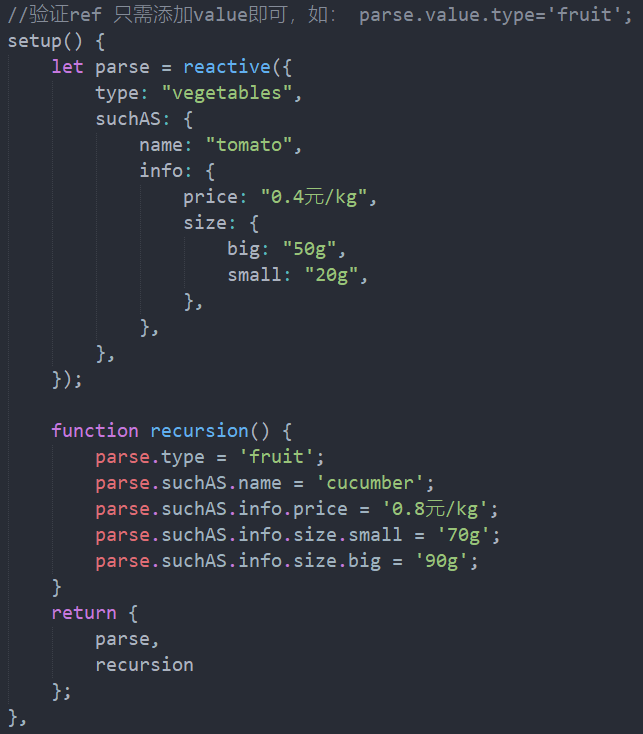 //验证ref 只需添加value即可，如： parse.value.type='fruit';
setup() {
    let parse = reactive({
        type: "vegetables",
        suchAS: {
            name: "tomato",
            info: {
                price: "0.4元/kg",
                size: {
                    big: "50g",
                    small: "20g",
                },
            },
        },
    });

    function recursion() {
        parse.type = 'fruit';
        parse.suchAS.name = 'cucumber';
        parse.suchAS.info.price = '0.8元/kg';
        parse.suchAS.info.size.small = '70g';
        parse.suchAS.info.size.big = '90g';
    }
    return {
        parse,
        recursion
    };
},